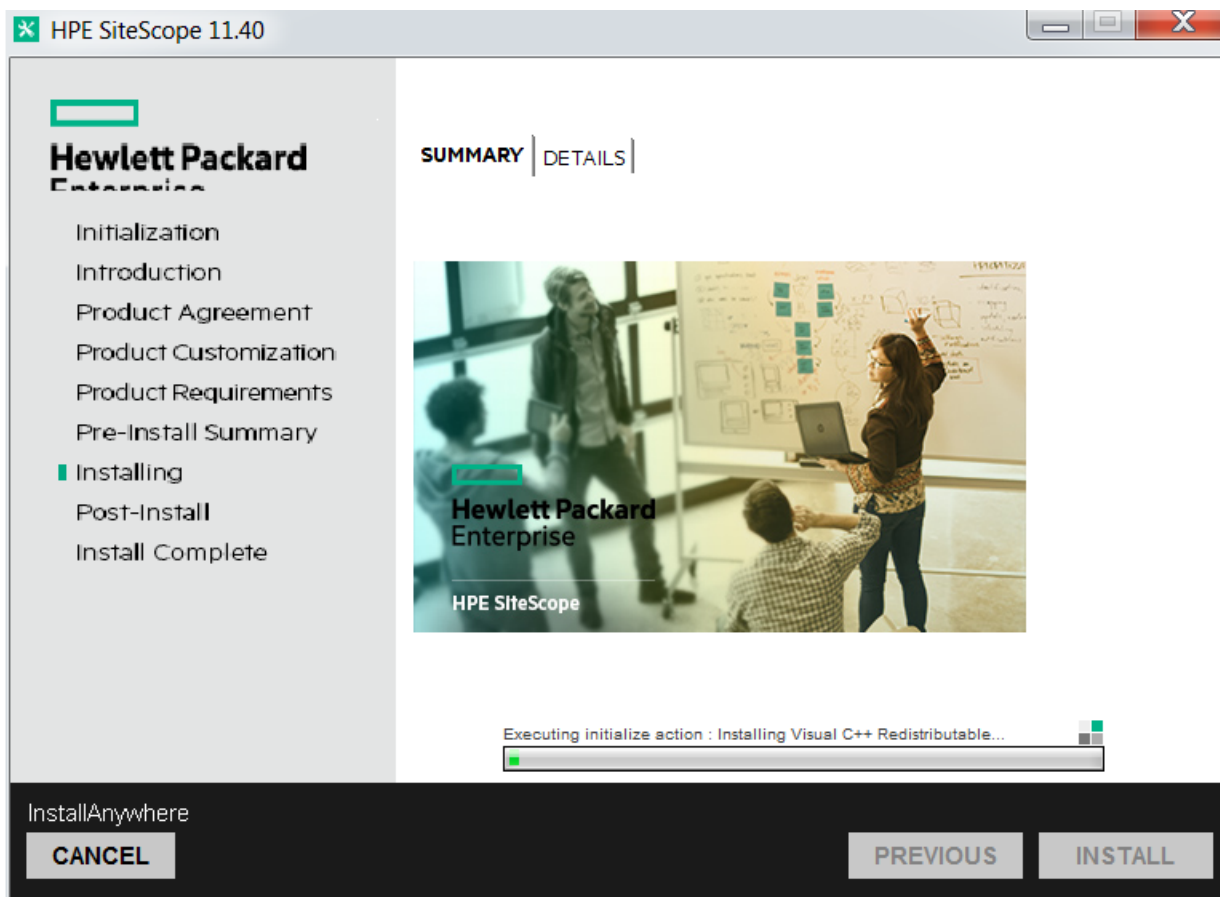 HPE SiteScope 11.40
Hewlett Packard
Enterprise
SUMMARY DETAILS
Initialization
Introduction
Product Agreement
Product Customization
Product Requirements
Pre-Install Summary
Installing
Post-Install
Install Complete
Hewlett Packard
Enterprise
HPE SiteScope
Executing initialize action : Installing Visual C++ Redistributable...
InstallAnywhere
CANCEL PREVIOUS INSTALL